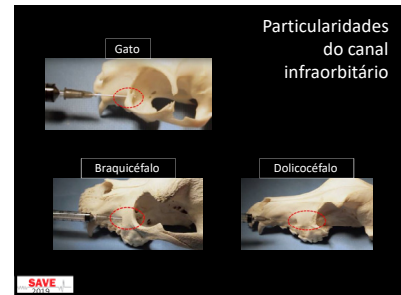 Particularidades
do canal
infraorbitário
Gato
Braquicéfalo
Dolicocéfalo
SAVE
2019